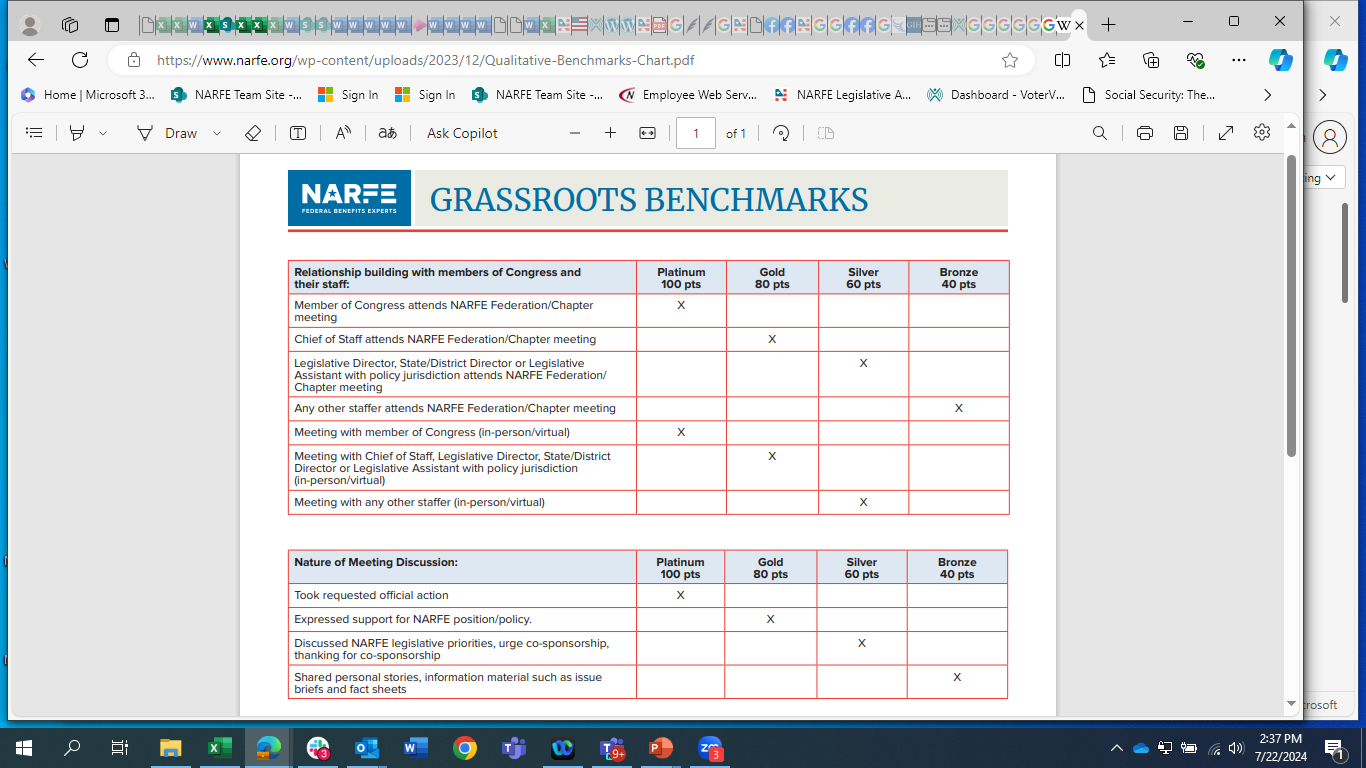 https://www.narfe.org/wp-content/uploads/2023/12/Qualitative-Benchmarks-Chart.pdf
Home | Microsoft 3...
NARFE Team Site -...
Sign In
Sign In
NARFE Team Site -...
Employee Web Serv...
NARFE Legislative A...
Dashboard - VoterV...
Social Security: The...
Draw
aあ
Ask Copilot
1
of 1
ing
NARFE
FEDERAL BENEFITS EXPERTS
GRASSROOTS BENCHMARKS
Relationship building with members of Congress and
their staff:
Platinum
100 pts
Gold
80 pts
Silver
60 pts
Bronze
40 pts
Member of Congress attends NARFE Federation/Chapter
meeting
X
Chief of Staff attends NARFE Federation/Chapter meeting
X
Legislative Director, State/District Director or Legislative
Assistant with policy jurisdiction attends NARFE Federation/
Chapter meeting
X
Any other staffer attends NARFE Federation/Chapter meeting
X
Meeting with member of Congress (in-person/virtual)
X
Meeting with Chief of Staff, Legislative Director, State/District
Director or Legislative Assistant with policy jurisdiction
(in-person/virtual)
X
Meeting with any other staffer (in-person/virtual)
X
Nature of Meeting Discussion:
Platinum
100 pts
Gold
80 pts
Silver
60 pts
Bronze
40 pts
Took requested official action
X
Expressed support for NARFE position/policy.
X
Discussed NARFE legislative priorities, urge co-sponsorship,
thanking for co-sponsorship
X
Shared personal stories, information material such as issue
briefs and fact sheets
X
crosoft
3
9+
3
2:37 PM
7/22/2024
1